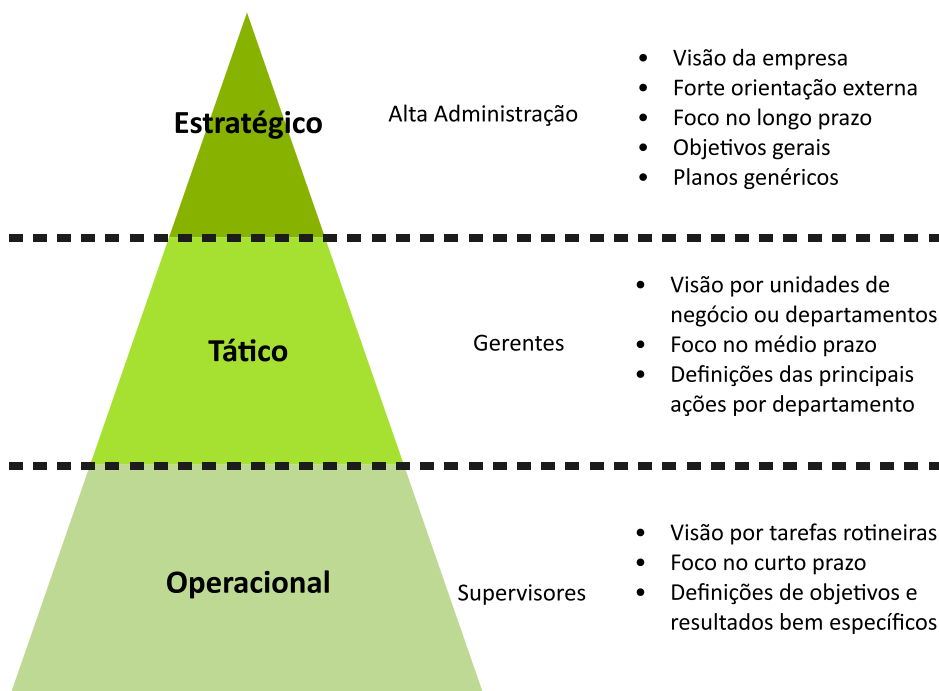 Estratégico
Alta Administração
• Visão da empresa
• Forte orientação externa
• Foco no longo prazo
• Objetivos gerais
• Planos genéricos
Tático
Gerentes
• Visão por unidades de
negócio ou departamentos
• Foco no médio prazo
• Definições das principais
ações por departamento
Operacional
Supervisores
• Visão por tarefas rotineiras
• Foco no curto prazo
• Definições de objetivos e
resultados bem específicos